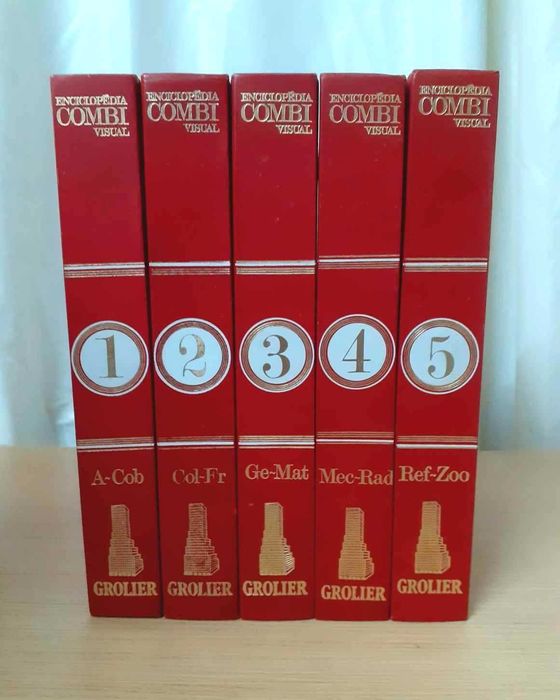 ENCICLOPÉDIA
COMBI
VISUAL
1
A-Cob
GROLIER
ENCICLOPÉDIA
COMBI
VISUAL
2
Col-Fr
GROLIER
ENCICLOPÉDIA
COMBI
VISUAL
3
Ge-Mat
GROLIER
ENCICLOPÉDIA
COMBI
VISUAL
4
Mec-Rad
GROLIER
ENCICLOPÉDIA
COMBI
VISUAL
5
Ref-Zoo
GROLIER